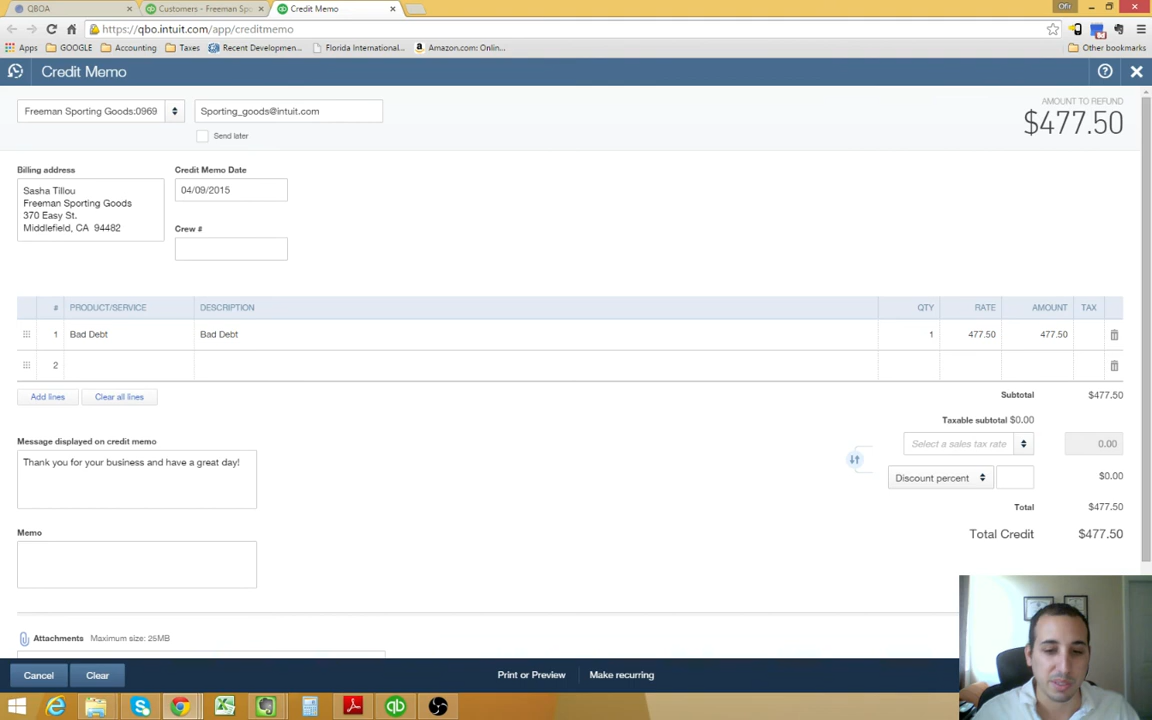 QBOA
Customers - Freeman Spo
Credit Memo
Ofir
https://qbo.intuit.com/app/creditmemo
Apps GOOGLE Accounting Taxes Recent Developmen... Florida International... Amazon.com: Onlin... Other bookmarks
Credit Memo
Freeman Sporting Goods:0969 Sporting_goods@intuit.com
AMOUNT TO REFUND
$477.50
Send later
Billing address Credit Memo Date
Sasha Tillou
Freeman Sporting Goods
370 Easy St.
Middlefield, CA 94482
04/09/2015
Crew #
# PRODUCT/SERVICE DESCRIPTION QTY RATE AMOUNT TAX
1 Bad Debt Bad Debt 1 477.50 477.50
2
Add lines Clear all lines
Subtotal $477.50
Taxable subtotal $0.00
Select a sales tax rate 0.00
Discount percent $0.00
Total $477.50
Total Credit $477.50
Message displayed on credit memo
Thank you for your business and have a great day!
Memo
Attachments Maximum size: 25MB
Cancel Clear Print or Preview Make recurring